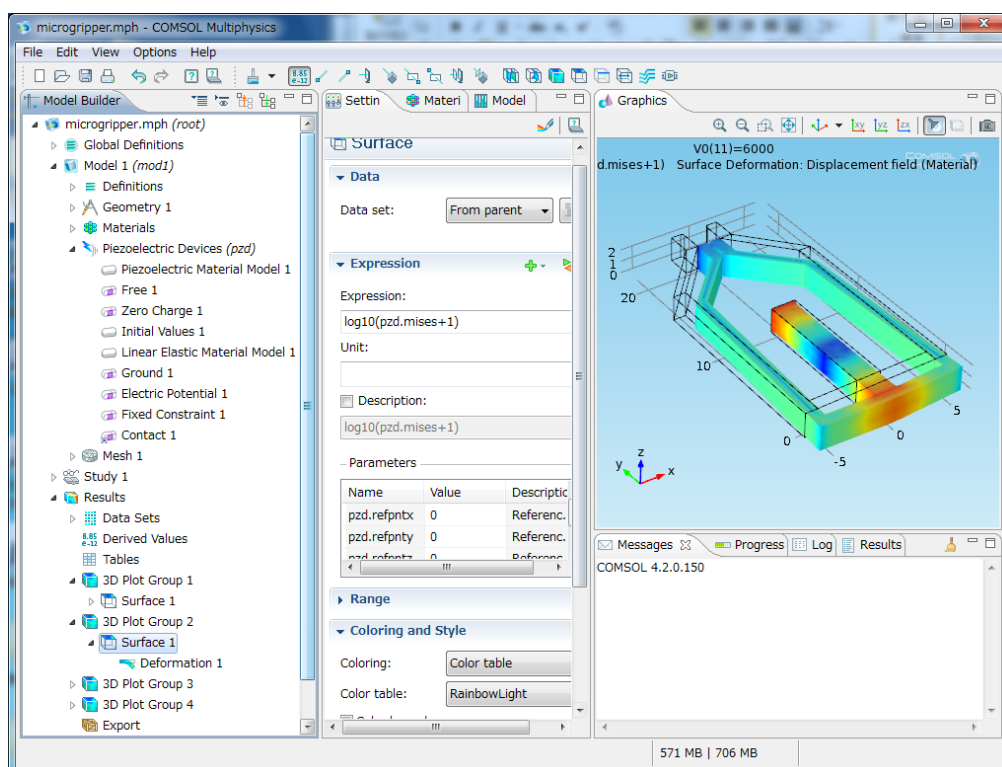 microgripper.mph - COMSOL Multiphysics
File Edit View Options Help
Model Builder
microgripper.mph (root)
Global Definitions
Model 1 (mod1)
Definitions
Geometry 1
Materials
Piezoelectric Devices (pzd)
Piezoelectric Material Model 1
Free 1
Zero Charge 1
Initial Values 1
Linear Elastic Material Model 1
Ground 1
Electric Potential 1
Fixed Constraint 1
Contact 1
Mesh 1
Study 1
Results
Data Sets
8.85 e-12 Derived Values
Tables
3D Plot Group 1
Surface 1
3D Plot Group 2
Surface 1
Deformation 1
3D Plot Group 3
3D Plot Group 4
Export
Settin Materi Model
Surface
Data
Data set: From parent
Expression
Expression:
log10(pzd.mises+1)
Unit:
Description:
log10(pzd.mises+1)
Parameters
Name Value Descriptic
pzd.refpntx 0 Referenc.
pzd.refpnty 0 Referenc.
pzd.refpntz 0 Referenc.
Range
Coloring and Style
Coloring: Color table
Color table: RainbowLight
Graphics
xy yz zx
V0(11)=6000
d.mises+1) Surface Deformation: Displacement field (Material)
2
1
0
20
10
0
5
0
-5
z
y
x
Messages Progress Log Results
COMSOL 4.2.0.150
571 MB | 706 MB